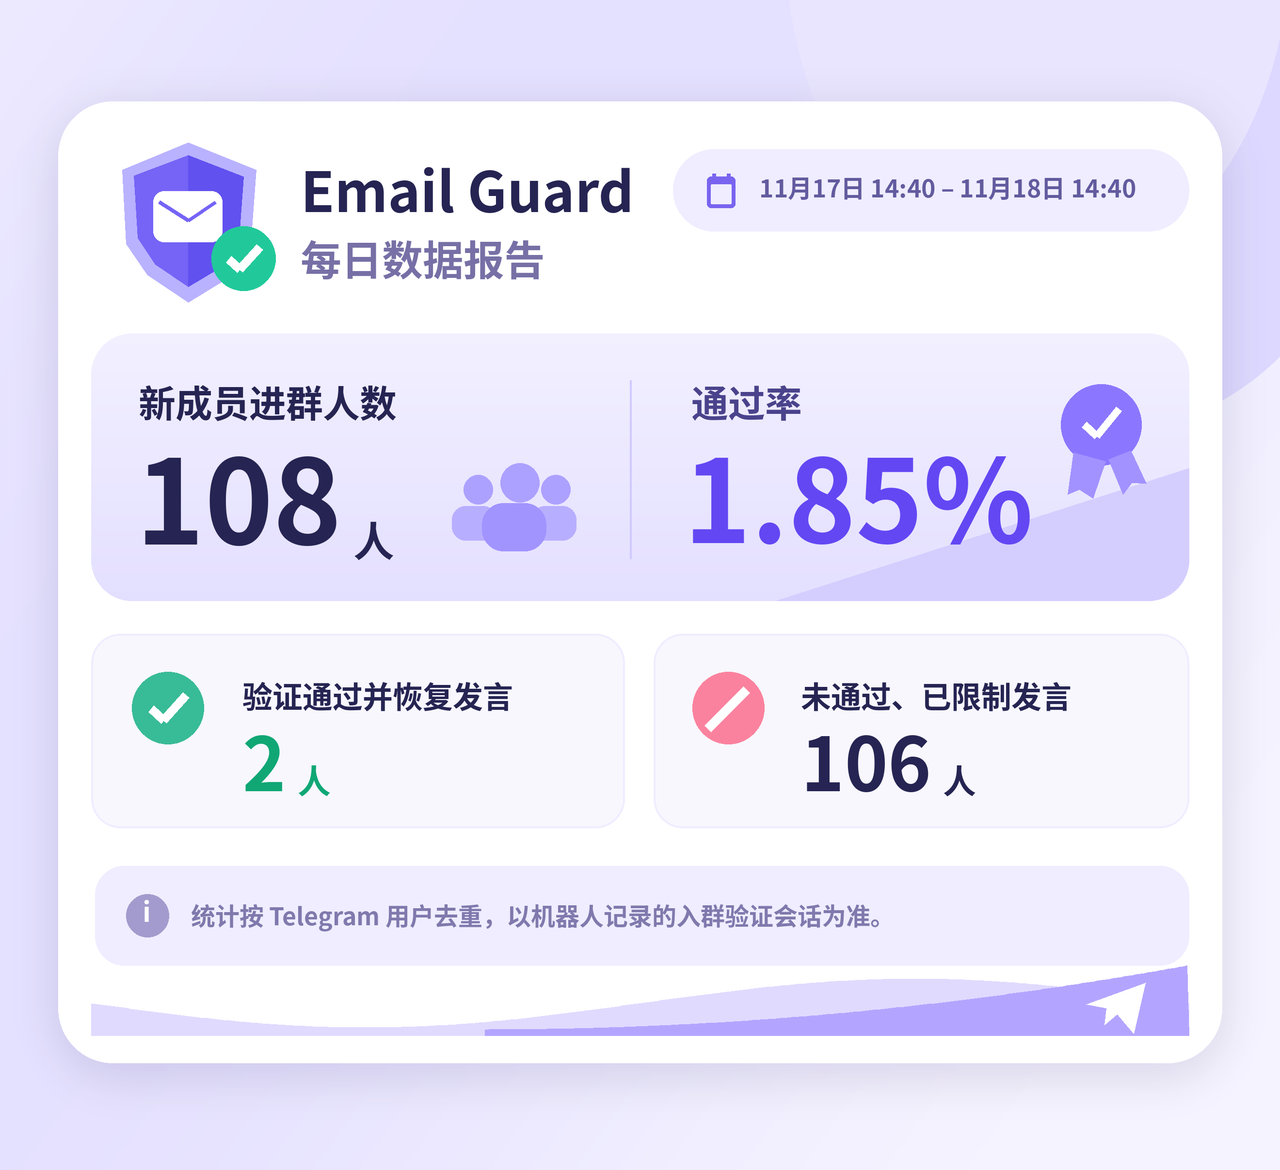 Email Guard
每日数据报告
11月17日 14:40 – 11月18日 14:40
新成员进群人数
108 人
通过率
1.85%
验证通过并恢复发言
2 人
未通过、已限制发言
106 人
i 统计按 Telegram 用户去重，以机器人记录的入群验证会话为准。